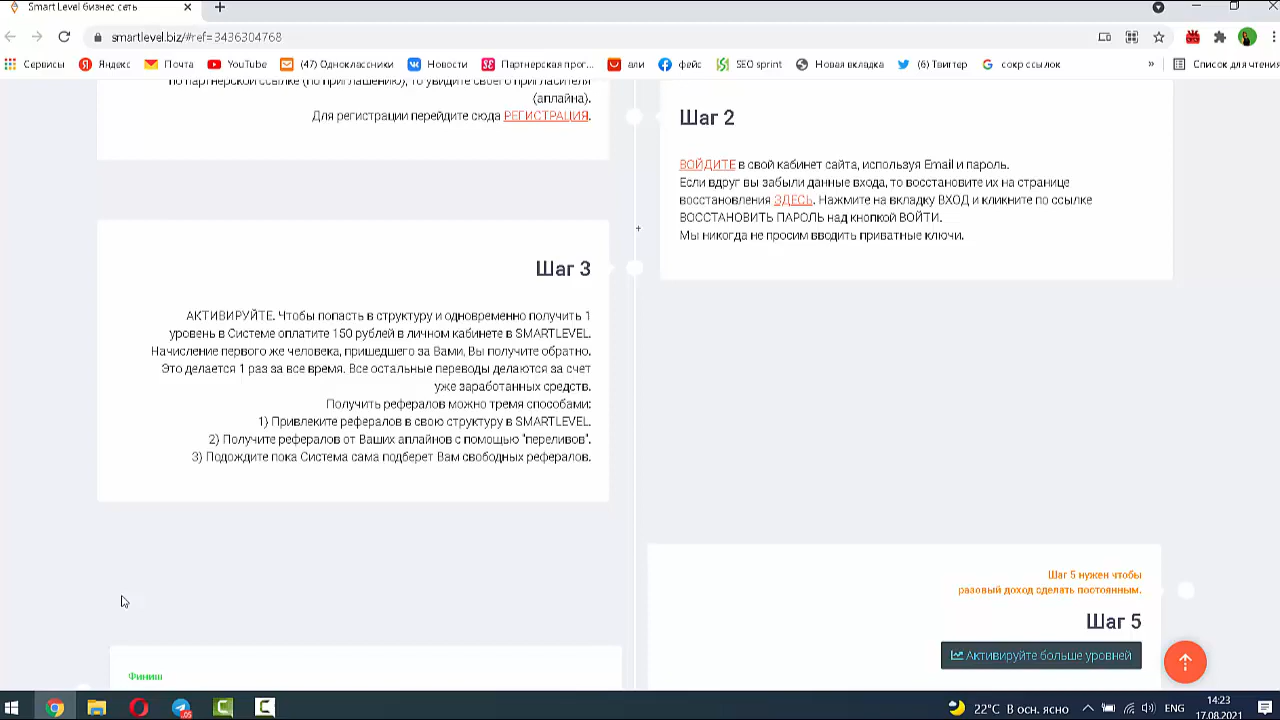 Smart Level бизнес сеть
smartlevel.biz/#ref=3436304768
Сервисы Яндекс Почта YouTube (47) Одноклассники Новости Партнерская прог... али фейс SEO sprint Новая вкладка (6) Твиттер сокр ссылок » Список для чтения
по партнерской ссылке (по приглашению), то увидите своего пригласителя
(аплайна).
Для регистрации перейдите сюда РЕГИСТРАЦИЯ.
Шаг 2
ВОЙДИТЕ в свой кабинет сайта, используя Email и пароль.
Если вдруг вы забыли данные входа, то восстановите их на странице
восстановления ЗДЕСЬ. Нажмите на вкладку ВХОД и кликните по ссылке
ВОССТАНОВИТЬ ПАРОЛЬ над кнопкой ВОЙТИ.
Мы никогда не просим вводить приватные ключи.
Шаг 3
АКТИВИРУЙТЕ. Чтобы попасть в структуру и одновременно получить 1
уровень в Системе оплатите 150 рублей в личном кабинете в SMARTLEVEL.
Начисление первого же человека, пришедшего за Вами, Вы получите обратно.
Это делается 1 раз за все время. Все остальные переводы делаются за счет
уже заработанных средств.
Получить рефералов можно тремя способами:
1) Привлеките рефералов в свою структуру в SMARTLEVEL.
2) Получите рефералов от Ваших аплайнов с помощью "переливов".
3) Подождите пока Система сама подберет Вам свободных рефералов.
Шаг 5 нужен чтобы
разовый доход сделать постоянным.
Шаг 5
Активируйте больше уровней
Финиш
22°C В осн. ясно ENG 14:23
17.08.2021